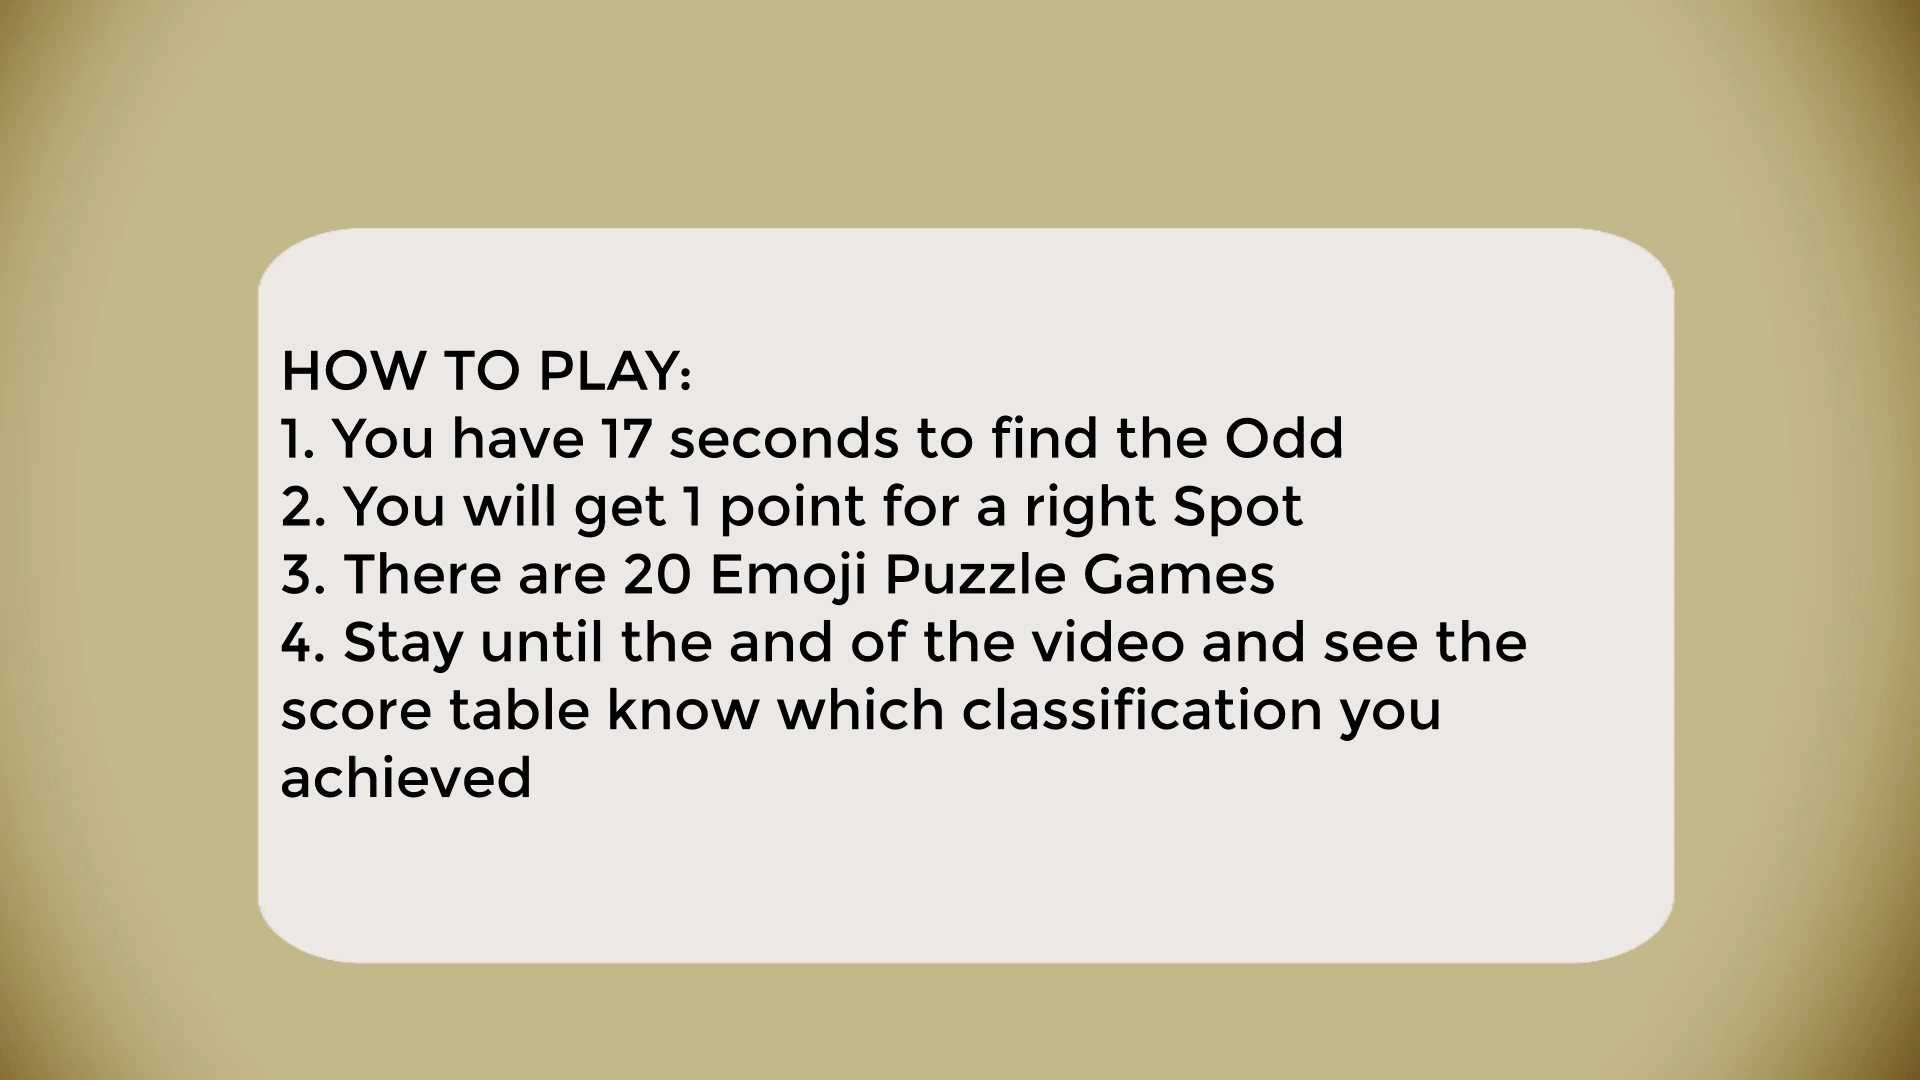 HOW TO PLAY:
1. You have 17 seconds to find the Odd
2. You will get 1 point for a right Spot
3. There are 20 Emoji Puzzle Games
4. Stay until the and of the video and see the
score table know which classification you
achieved